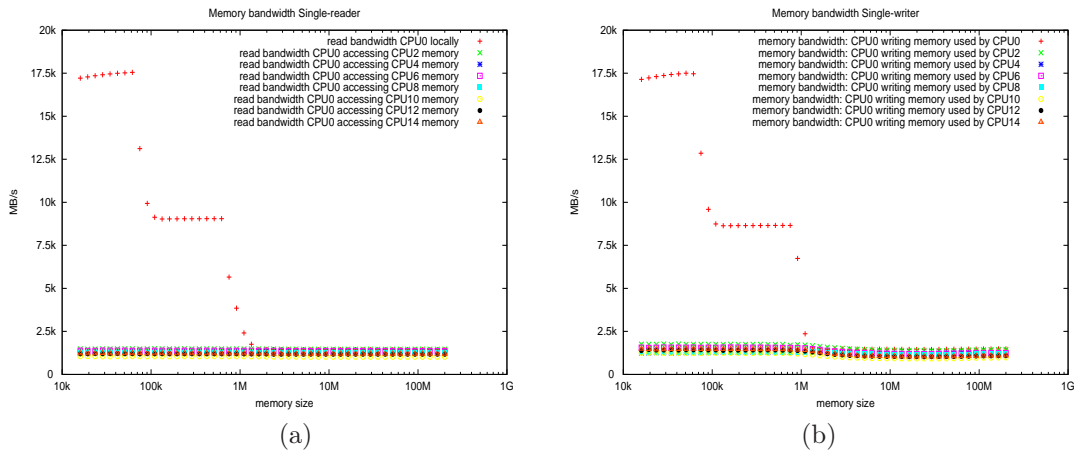 Memory bandwidth Single-reader
20k
17.5k
15k
12.5k
10k
7.5k
5k
2.5k
0
MB/s
read bandwidth CPU0 locally
read bandwidth CPU0 accessing CPU2 memory
read bandwidth CPU0 accessing CPU4 memory
read bandwidth CPU0 accessing CPU6 memory
read bandwidth CPU0 accessing CPU8 memory
read bandwidth CPU0 accessing CPU10 memory
read bandwidth CPU0 accessing CPU12 memory
read bandwidth CPU0 accessing CPU14 memory
10k 100k 1M 10M 100M 1G
memory size
(a)
Memory bandwidth Single-writer
20k
17.5k
15k
12.5k
10k
7.5k
5k
2.5k
0
MB/s
memory bandwidth: CPU0 writing memory used by CPU0
memory bandwidth: CPU0 writing memory used by CPU2
memory bandwidth: CPU0 writing memory used by CPU4
memory bandwidth: CPU0 writing memory used by CPU6
memory bandwidth: CPU0 writing memory used by CPU8
memory bandwidth: CPU0 writing memory used by CPU10
memory bandwidth: CPU0 writing memory used by CPU12
memory bandwidth: CPU0 writing memory used by CPU14
10k 100k 1M 10M 100M 1G
memory size
(b)